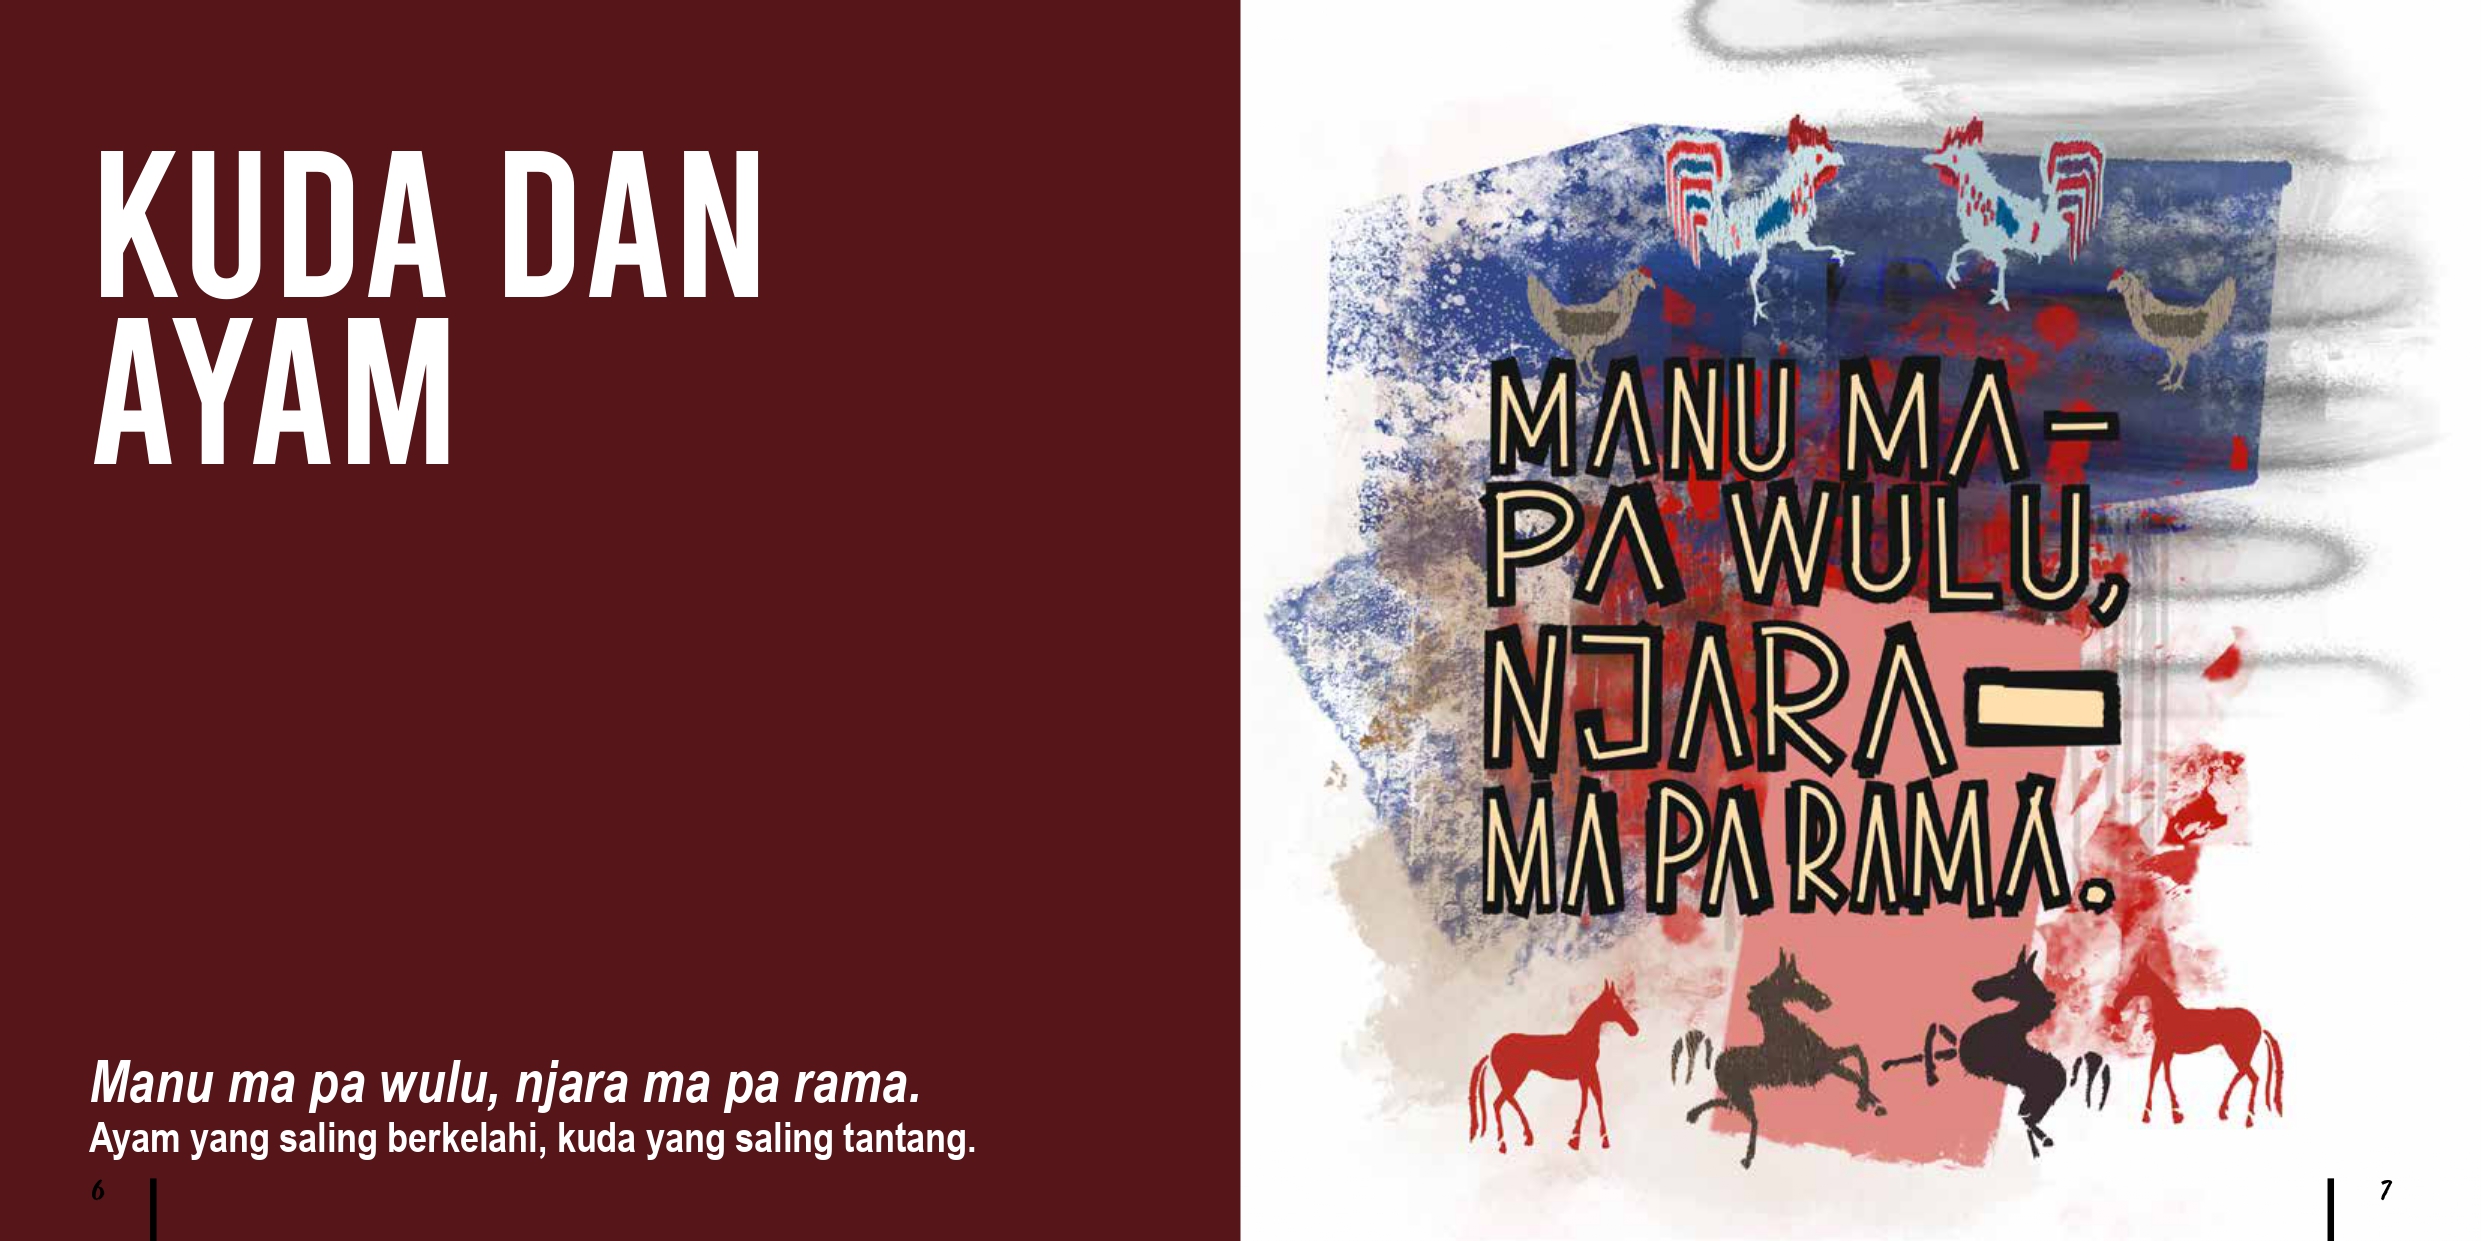 KUDA DAN
AYAM
Manu ma pa wulu, njara ma pa rama.
Ayam yang saling berkelahi, kuda yang saling tantang.
6
MANU MA –
PA WULU,
NJARA –
MA PA RAMA.
7